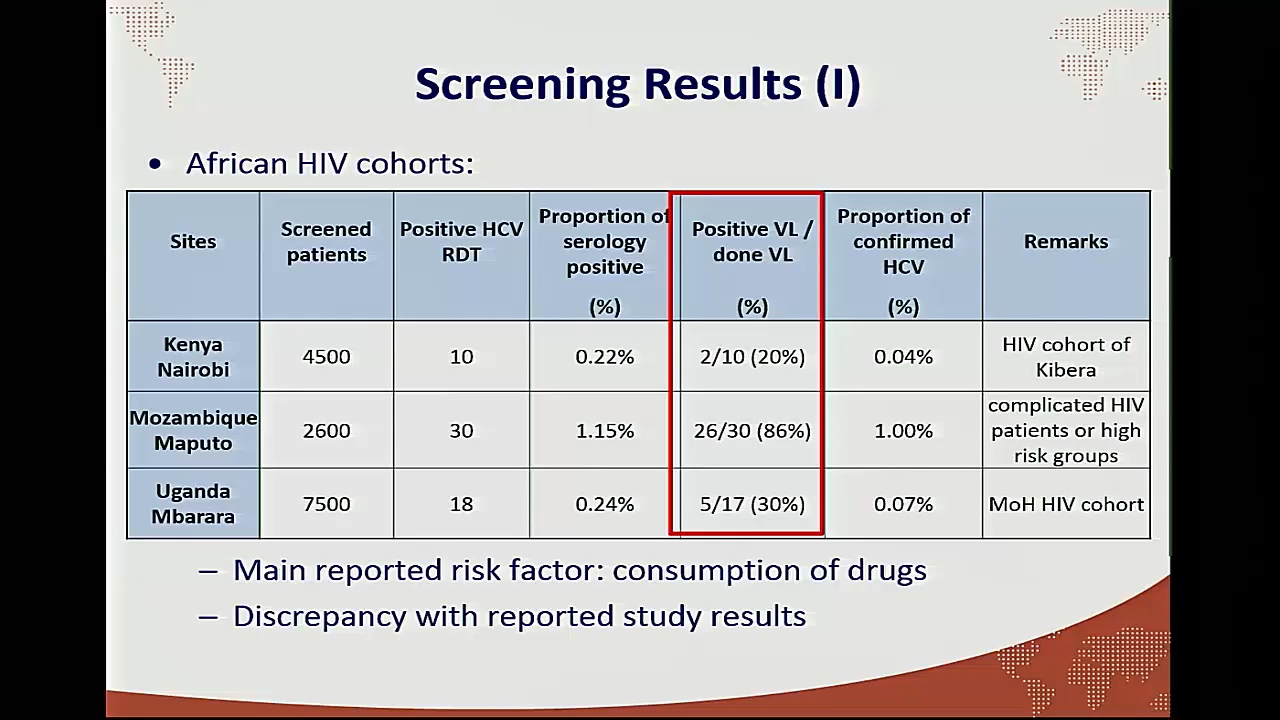 Screening Results (I)
• African HIV cohorts:
Sites
Screened
patients
Positive HCV
RDT
Proportion of
serology
positive
(%)
Positive VL /
done VL
(%)
Proportion of
confirmed
HCV
(%)
Remarks
Kenya
Nairobi
4500
10
0.22%
2/10 (20%)
0.04%
HIV cohort of
Kibera
Mozambique
Maputo
2600
30
1.15%
26/30 (86%)
1.00%
complicated HIV
patients or high
risk groups
Uganda
Mbarara
7500
18
0.24%
5/17 (30%)
0.07%
MoH HIV cohort
– Main reported risk factor: consumption of drugs
– Discrepancy with reported study results